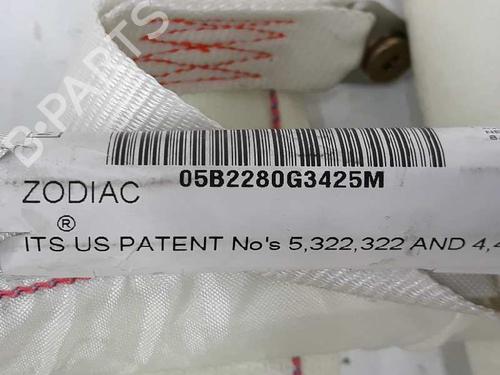 05B2280G3425M
ZODIAC
®
ITS US PATENT No's 5,322,322 AND 4,4
B-PARTS